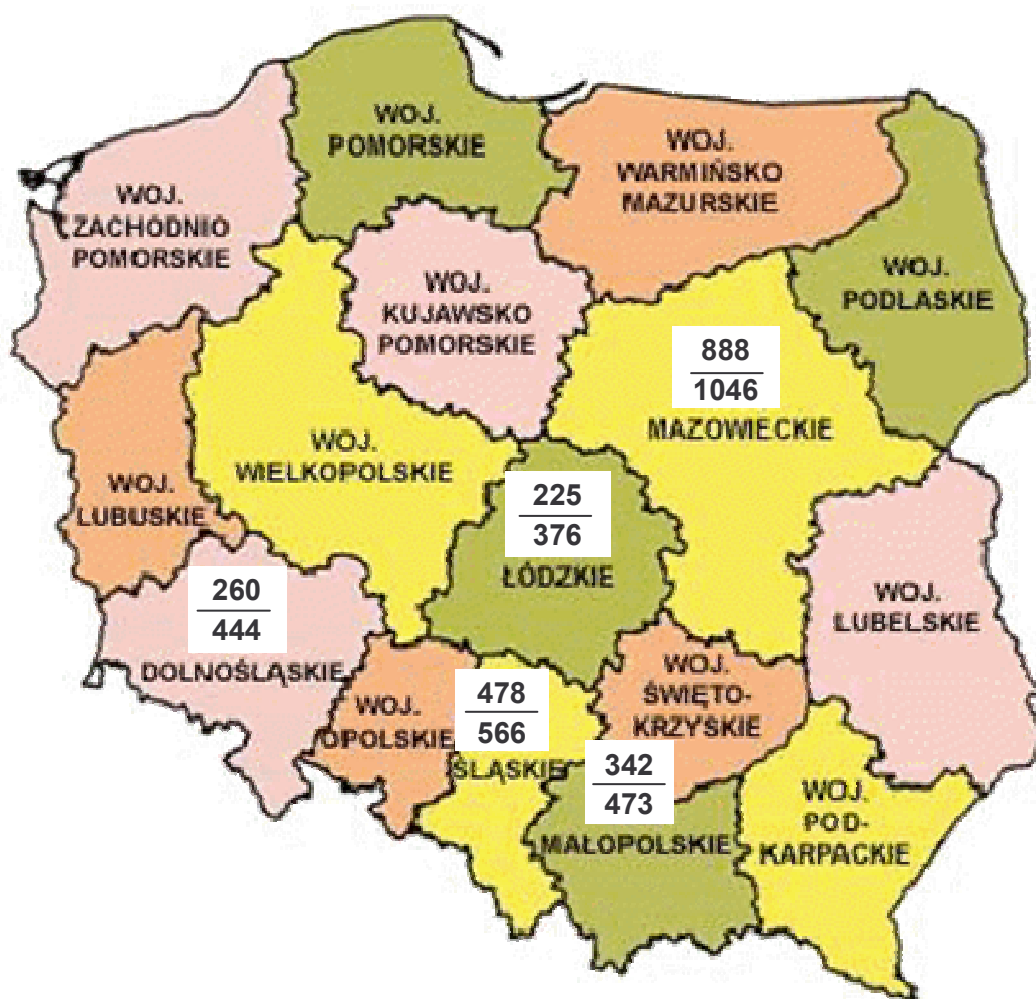 WOJ.
POMORSKIE
WOJ.
WARMIŃSKO
MAZURSKIE
WOJ.
ZACHODNIO
POMORSKIE
WOJ.
KUJAWSKO
POMORSKIE
WOJ.
PODLASKIE
888
1046
MAZOWIECKIE
WOJ.
WIELKOPOLSKIE
WOJ.
LUBUSKIE
225
376
ŁÓDZKIE
260
444
DOLNOŚLĄSKIE
WOJ.
LUBELSKIE
WOJ.
OPOLSKIE
478
566
ŚLĄSKIE
WOJ.
ŚWIĘTO-
KRZYSKIE
342
473
MAŁOPOLSKIE
WOJ.
POD-
KARPACKIE